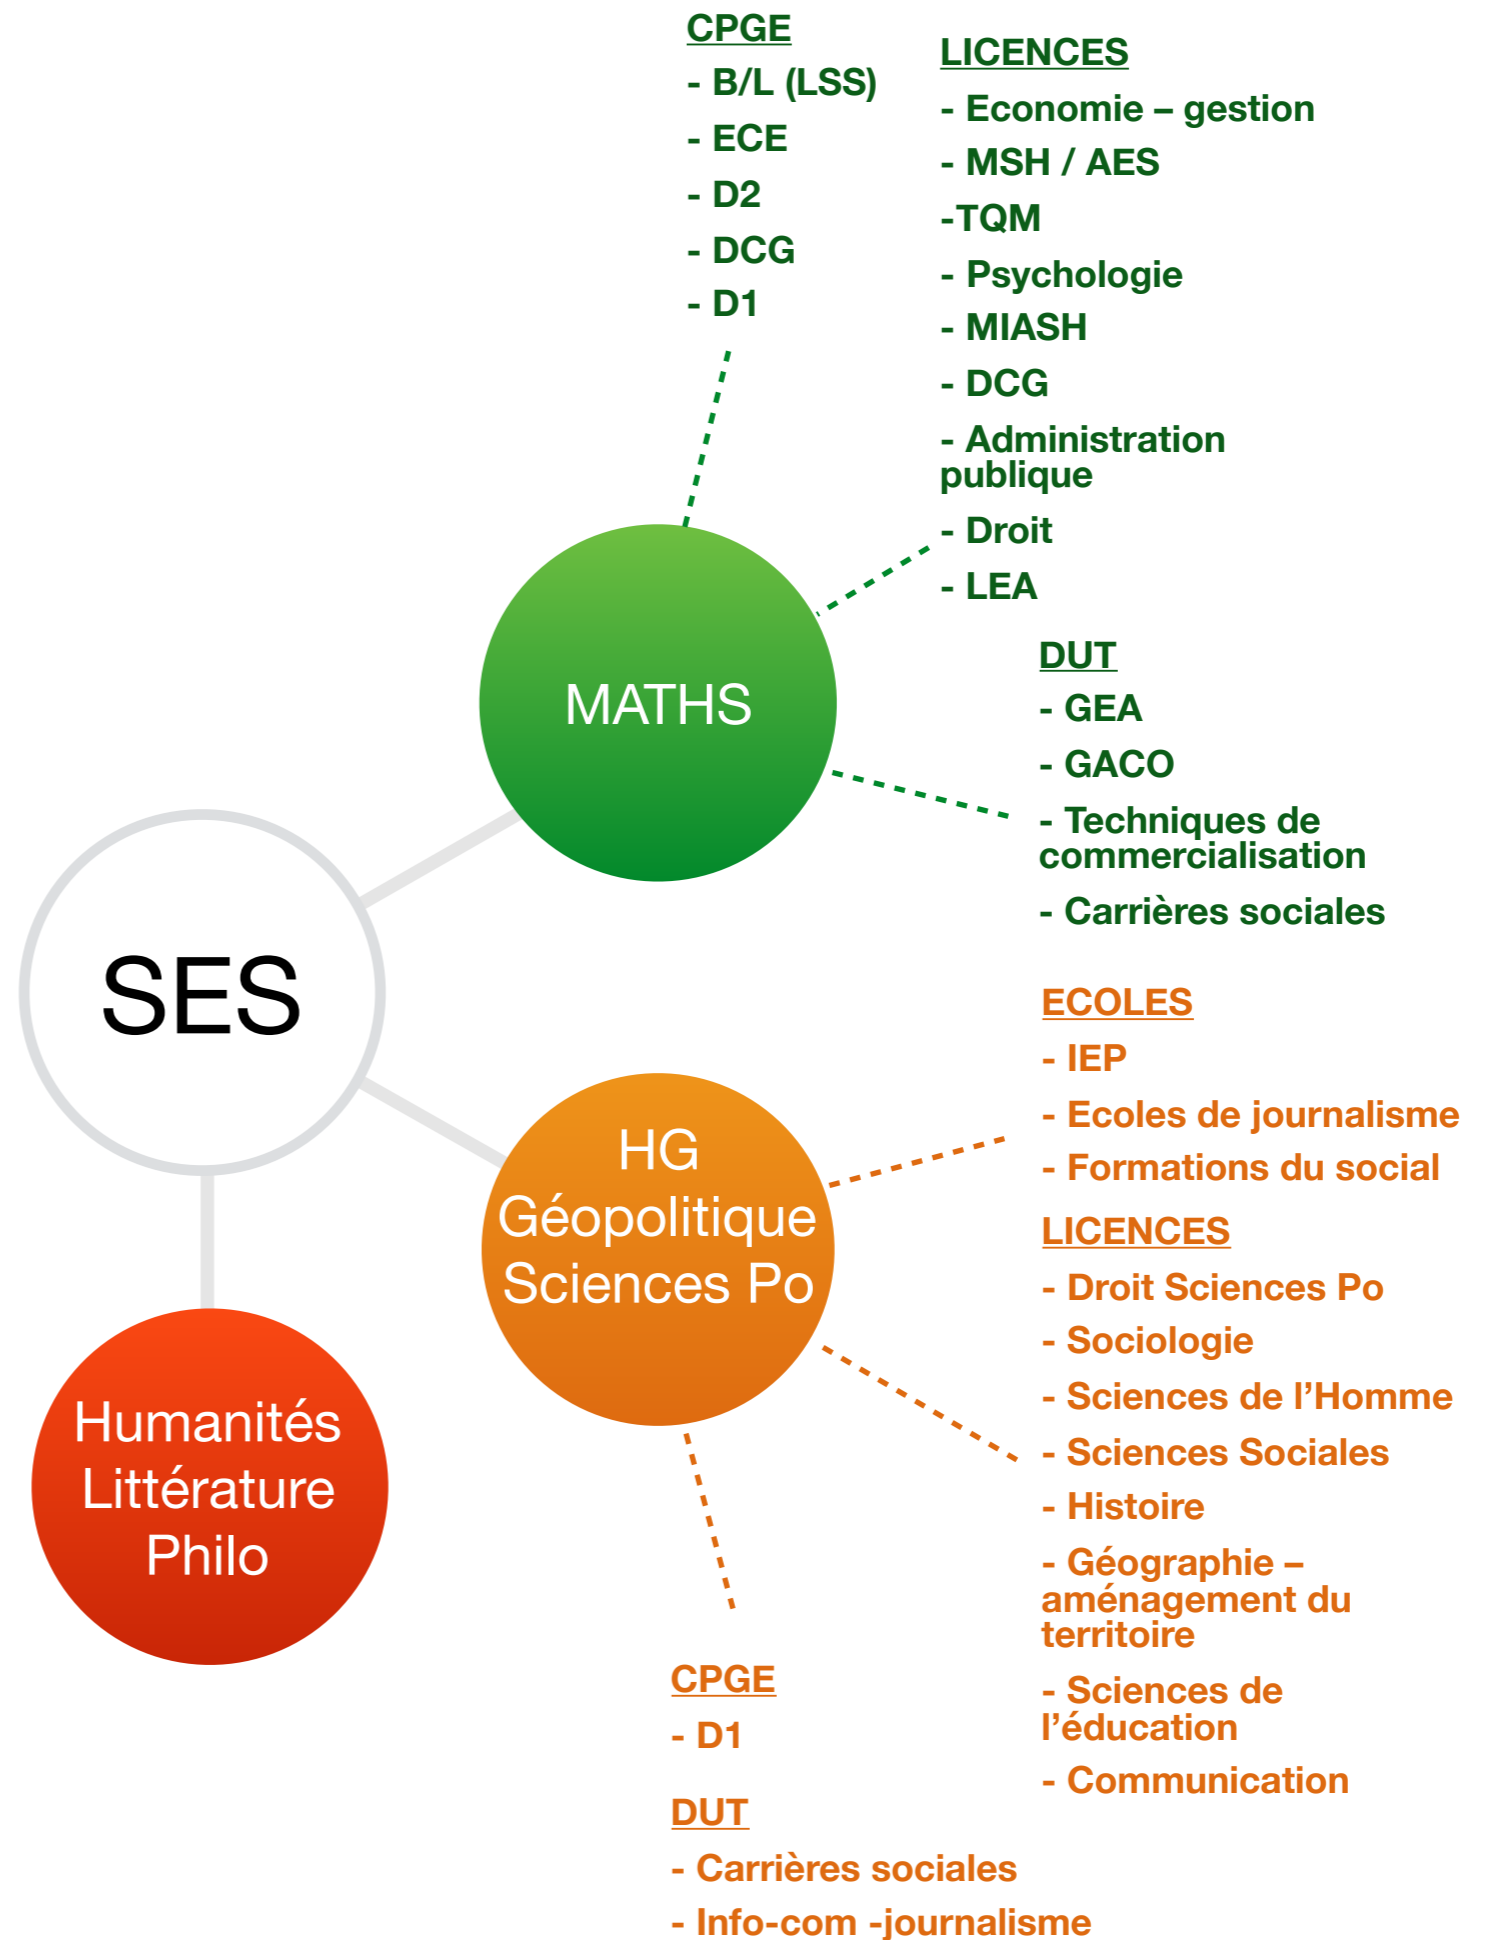 CPGE
- B/L (LSS)
- ECE
- D2
- DCG
- D1
LICENCES
- Economie – gestion
- MSH / AES
-TQM
- Psychologie
- MIASH
- DCG
- Administration
publique
- Droit
- LEA
MATHS
DUT
- GEA
- GACO
- Techniques de
commercialisation
- Carrières sociales
SES
HG
Géopolitique
Sciences Po
ECOLES
- IEP
- Ecoles de journalisme
- Formations du social
LICENCES
- Droit Sciences Po
- Sociologie
- Sciences de l’Homme
- Sciences Sociales
- Histoire
- Géographie –
aménagement du
territoire
- Sciences de
l’éducation
- Communication
Humanités
Littérature
Philo
CPGE
- D1
DUT
- Carrières sociales
- Info-com -journalisme